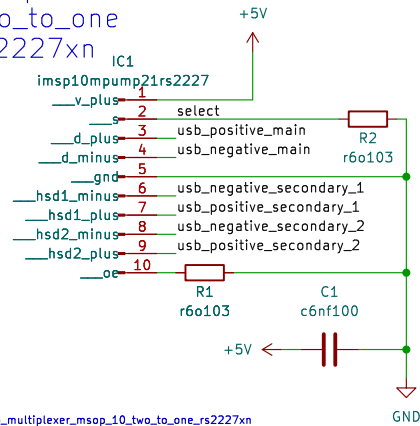 o_to_one
2227xn
+5V
IC1
imsp10mpump21rs2227
__v_plus 1
__s 2 select
__d_plus 3 usb_positive_main
__d_minus 4 usb_negative_main
__gnd 5
__hsd1_minus 6 usb_negative_secondary_1
__hsd1_plus 7 usb_positive_secondary_1
__hsd2_minus 8 usb_negative_secondary_2
__hsd2_plus 9 usb_positive_secondary_2
__oe 10
R2
r6o103
R1
r6o103
C1
c6nf100
+5V
GND
_multiplexer_msop_10_two_to_one_rs2227xn